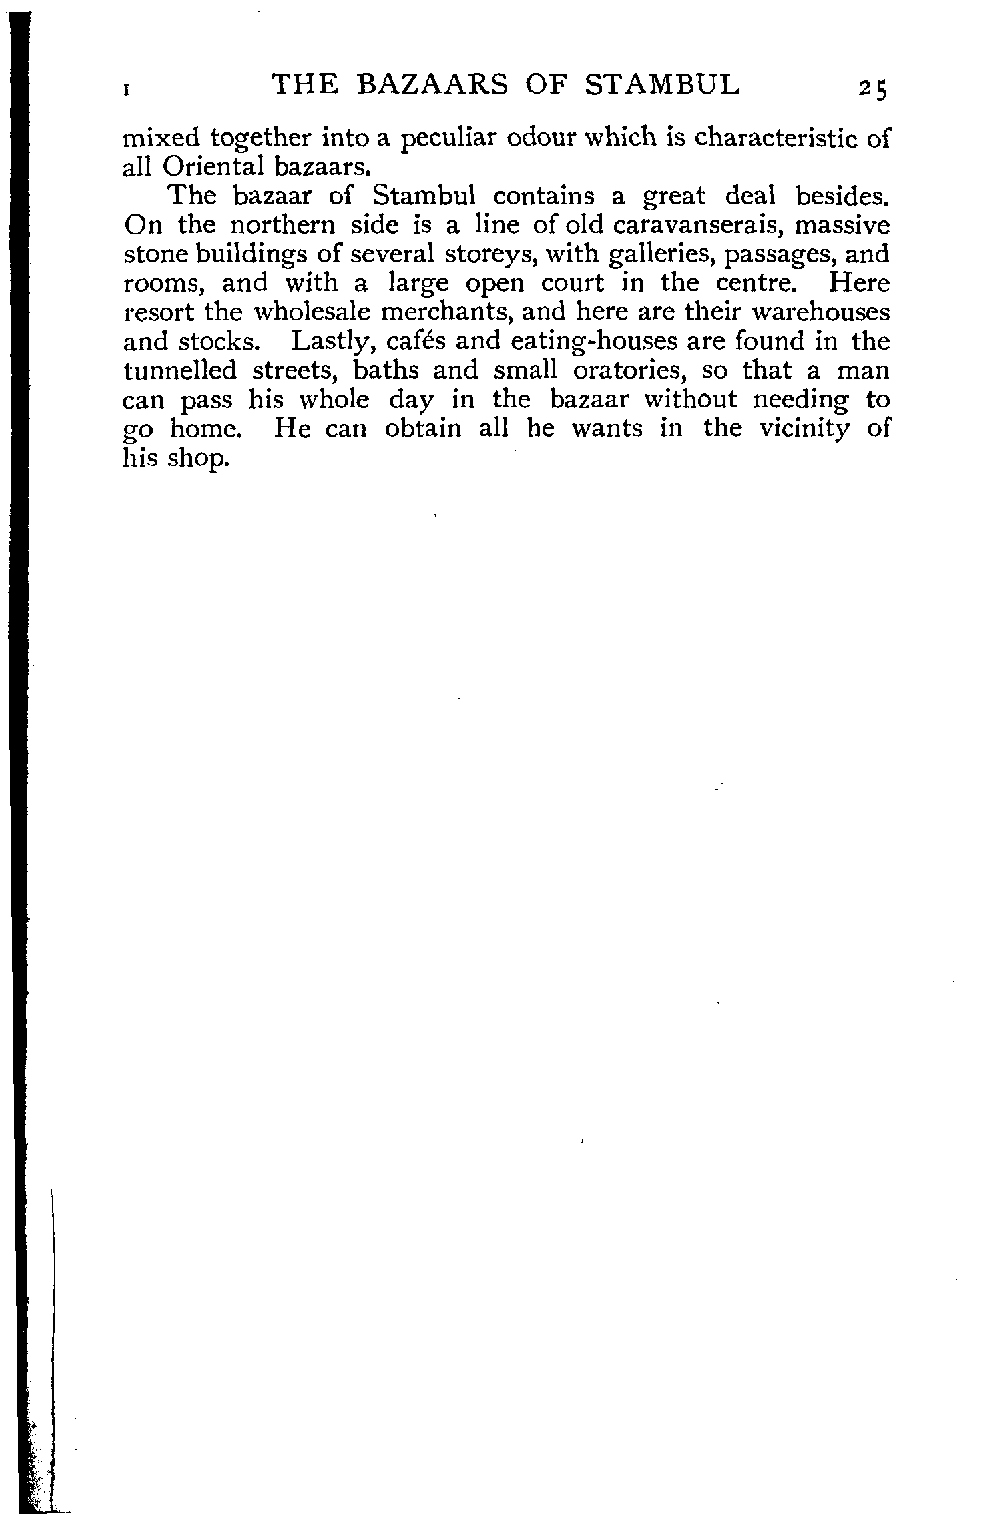 I THE BAZAARS OF STAMBUL 25
mixed together into a peculiar odour which is characteristic of
all Oriental bazaars.
The bazaar of Stambul contains a great deal besides.
On the northern side is a line of old caravanserais, massive
stone buildings of several storeys, with galleries, passages, and
rooms, and with a large open court in the centre. Here
resort the wholesale merchants, and here are their warehouses
and stocks. Lastly, cafés and eating-houses are found in the
tunnelled streets, baths and small oratories, so that a man
can pass his whole day in the bazaar without needing to
go home. He can obtain all he wants in the vicinity of
his shop.